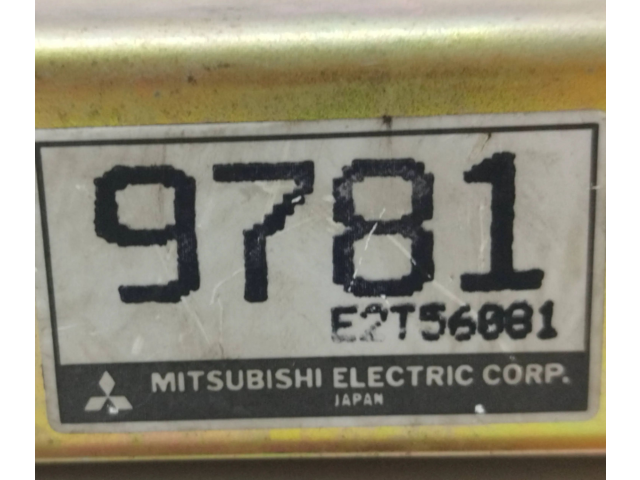 9781
E2T56081
MITSUBISHI ELECTRIC CORP.
JAPAN